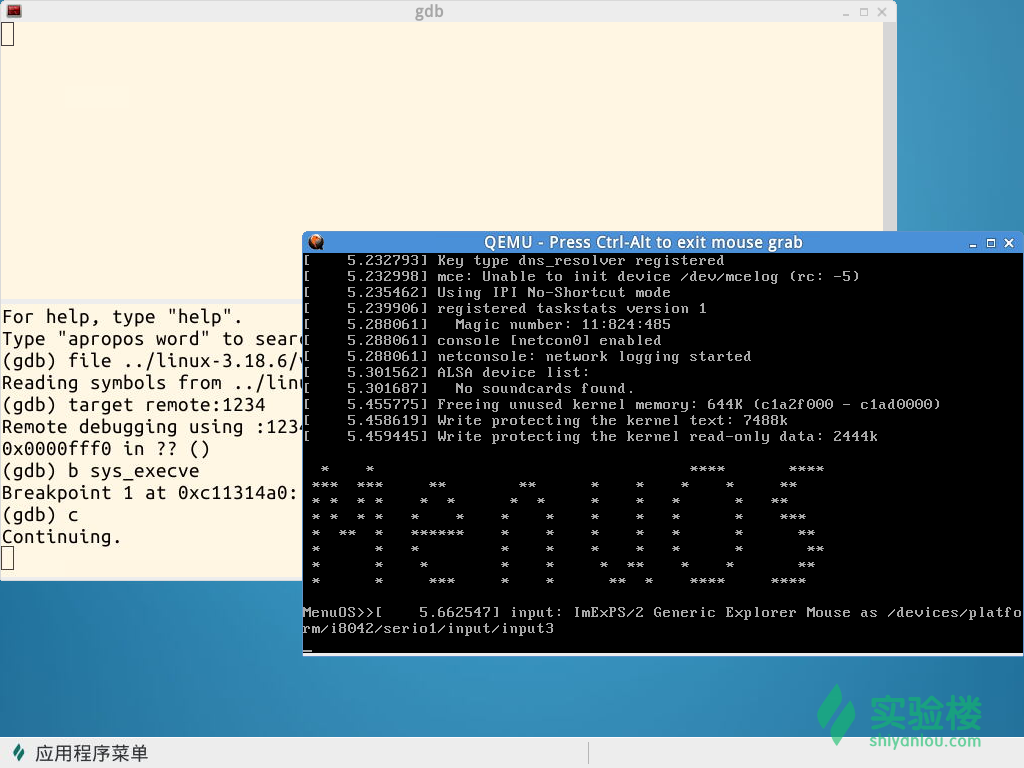 gdb
For help, type "help".
Type "apropos word" to sear
(gdb) file ../linux-3.18.6/
Reading symbols from ../lin
(gdb) target remote:1234
Remote debugging using :1234
0x0000fff0 in ?? ()
(gdb) b sys_execve
Breakpoint 1 at 0xc11314a0:
(gdb) c
Continuing.
QEMU - Press Ctrl-Alt to exit mouse grab
[    5.232793] Key type dns_resolver registered
[    5.232998] mce: Unable to init device /dev/mcelog (rc: -5)
[    5.235462] Using IPI No-Shortcut mode
[    5.239906] registered taskstats version 1
[    5.288061]   Magic number: 11:824:485
[    5.288061] console [netcon0] enabled
[    5.288061] netconsole: network logging started
[    5.301562] ALSA device list:
[    5.301687]   No soundcards found.
[    5.455775] Freeing unused kernel memory: 644K (c1a2f000 - c1ad0000)
[    5.458619] Write protecting the kernel text: 7488k
[    5.459445] Write protecting the kernel read-only data: 2444k
MenuOS
MenuOS>>[    5.662547] input: ImExPS/2 Generic Explorer Mouse as /devices/platfo
rm/i8042/serio1/input/input3
实验楼
shiyanlou.com
应用程序菜单